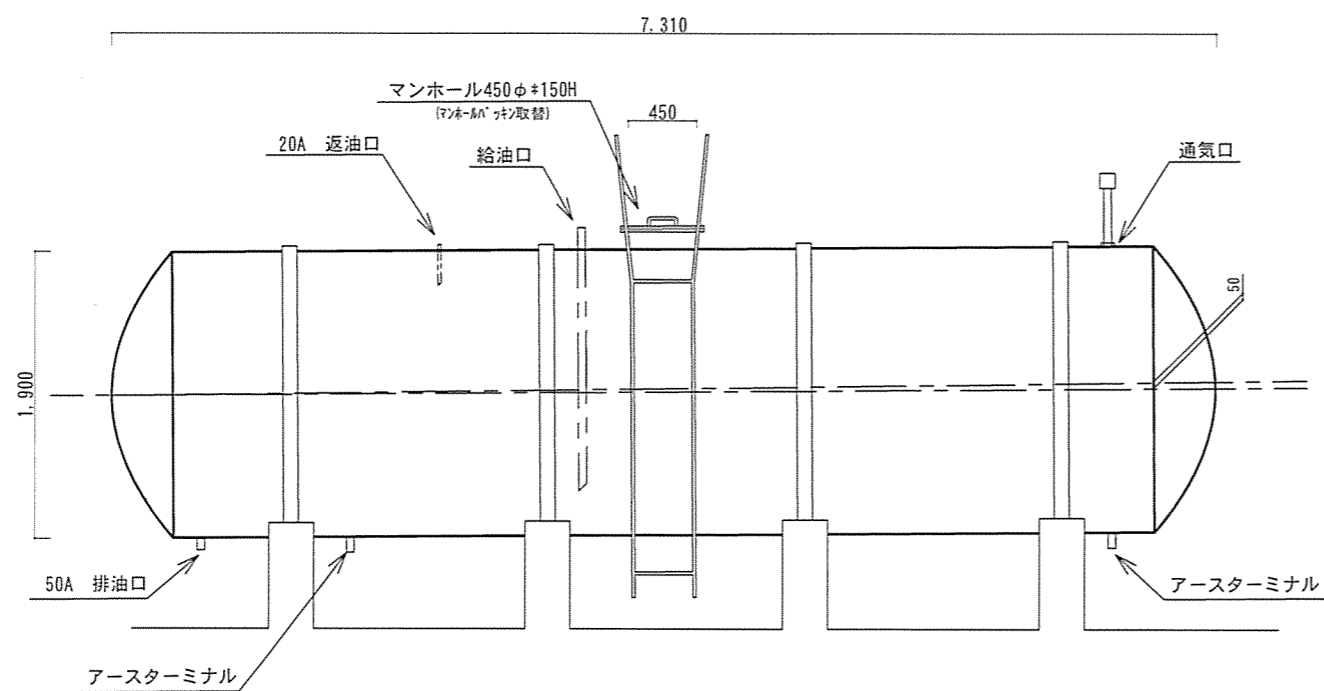 7,310
マンホール450φ*150H
(マンホールパッキン取替)
450
20A 返油口
給油口
通気口
50
1,900
50A 排油口
アースターミナル
アースターミナル